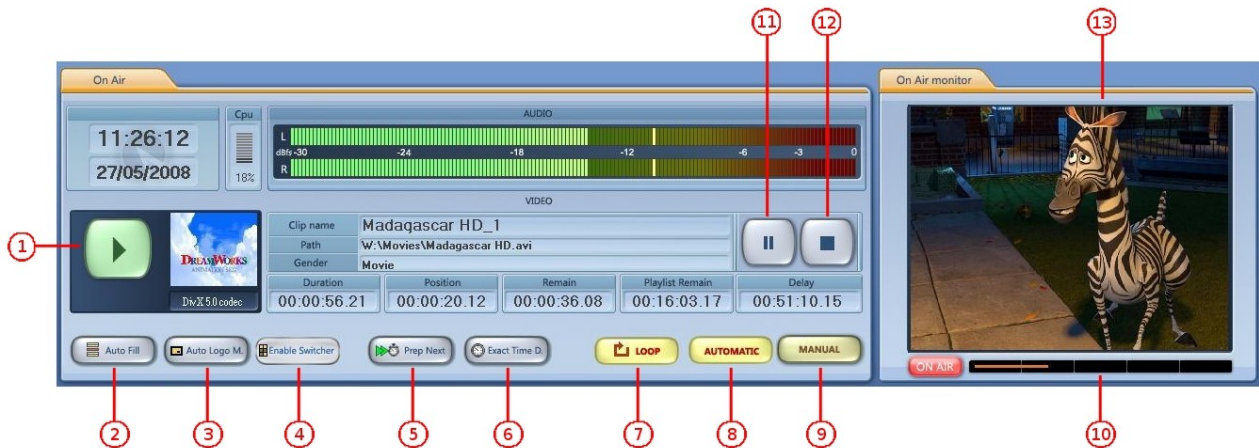 11
12
13
On Air
On Air monitor
11:26:12
27/05/2008
Cpu
18%
AUDIO
L
dBfs -30 -24 -18 -12 -6 -3 0
R
VIDEO
1
DREAMWORKS
DivX 5.0 codec
Clip name Madagascar HD_1
Path W:\Movies\Madagascar HD.avi
Gender Movie
Duration Position Remain Playlist Remain Delay
00:00:56.21 00:00:20.12 00:00:36.08 00:16:03.17 00:51:10.15
Auto Fill Auto Logo M. Enable Switcher Prep Next Exact Time D. LOOP AUTOMATIC MANUAL
ON AIR
2 3 4 5 6 7 8 9 10